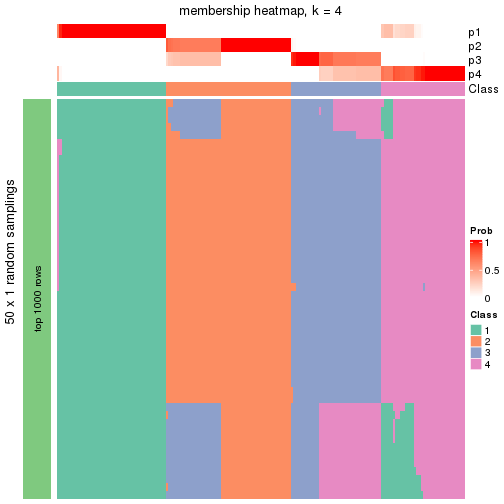 membership heatmap, k = 4
p1
p2
p3
p4
Class
50 x 1 random samplings
top 1000 rows
Prob
1
0.5
0
Class
1
2
3
4